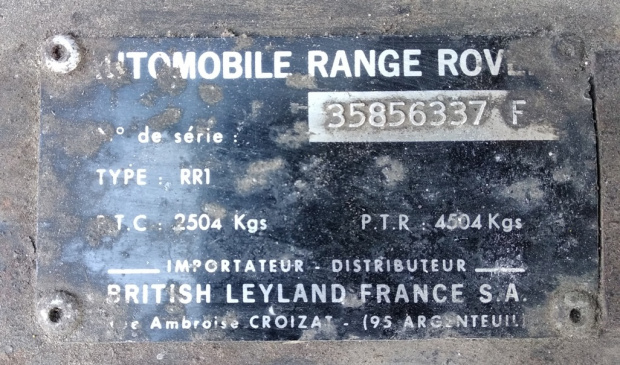 AUTOMOBILE RANGE ROVER
N° de série : 35856337 F
TYPE : RR1
P.T.C : 2504 Kgs P.T.R : 4504 Kgs
IMPORTATEUR - DISTRIBUTEUR
BRITISH LEYLAND FRANCE S.A.
Rue Ambroise CROIZAT - (95 ARGENTEUIL)